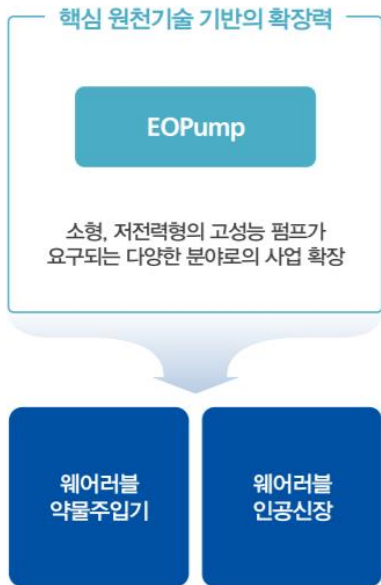 핵심 원천기술 기반의 확장력
EOPump
소형, 저전력형의 고성능 펌프가
요구되는 다양한 분야로의 사업 확장
웨어러블
약물주입기
웨어러블
인공신장